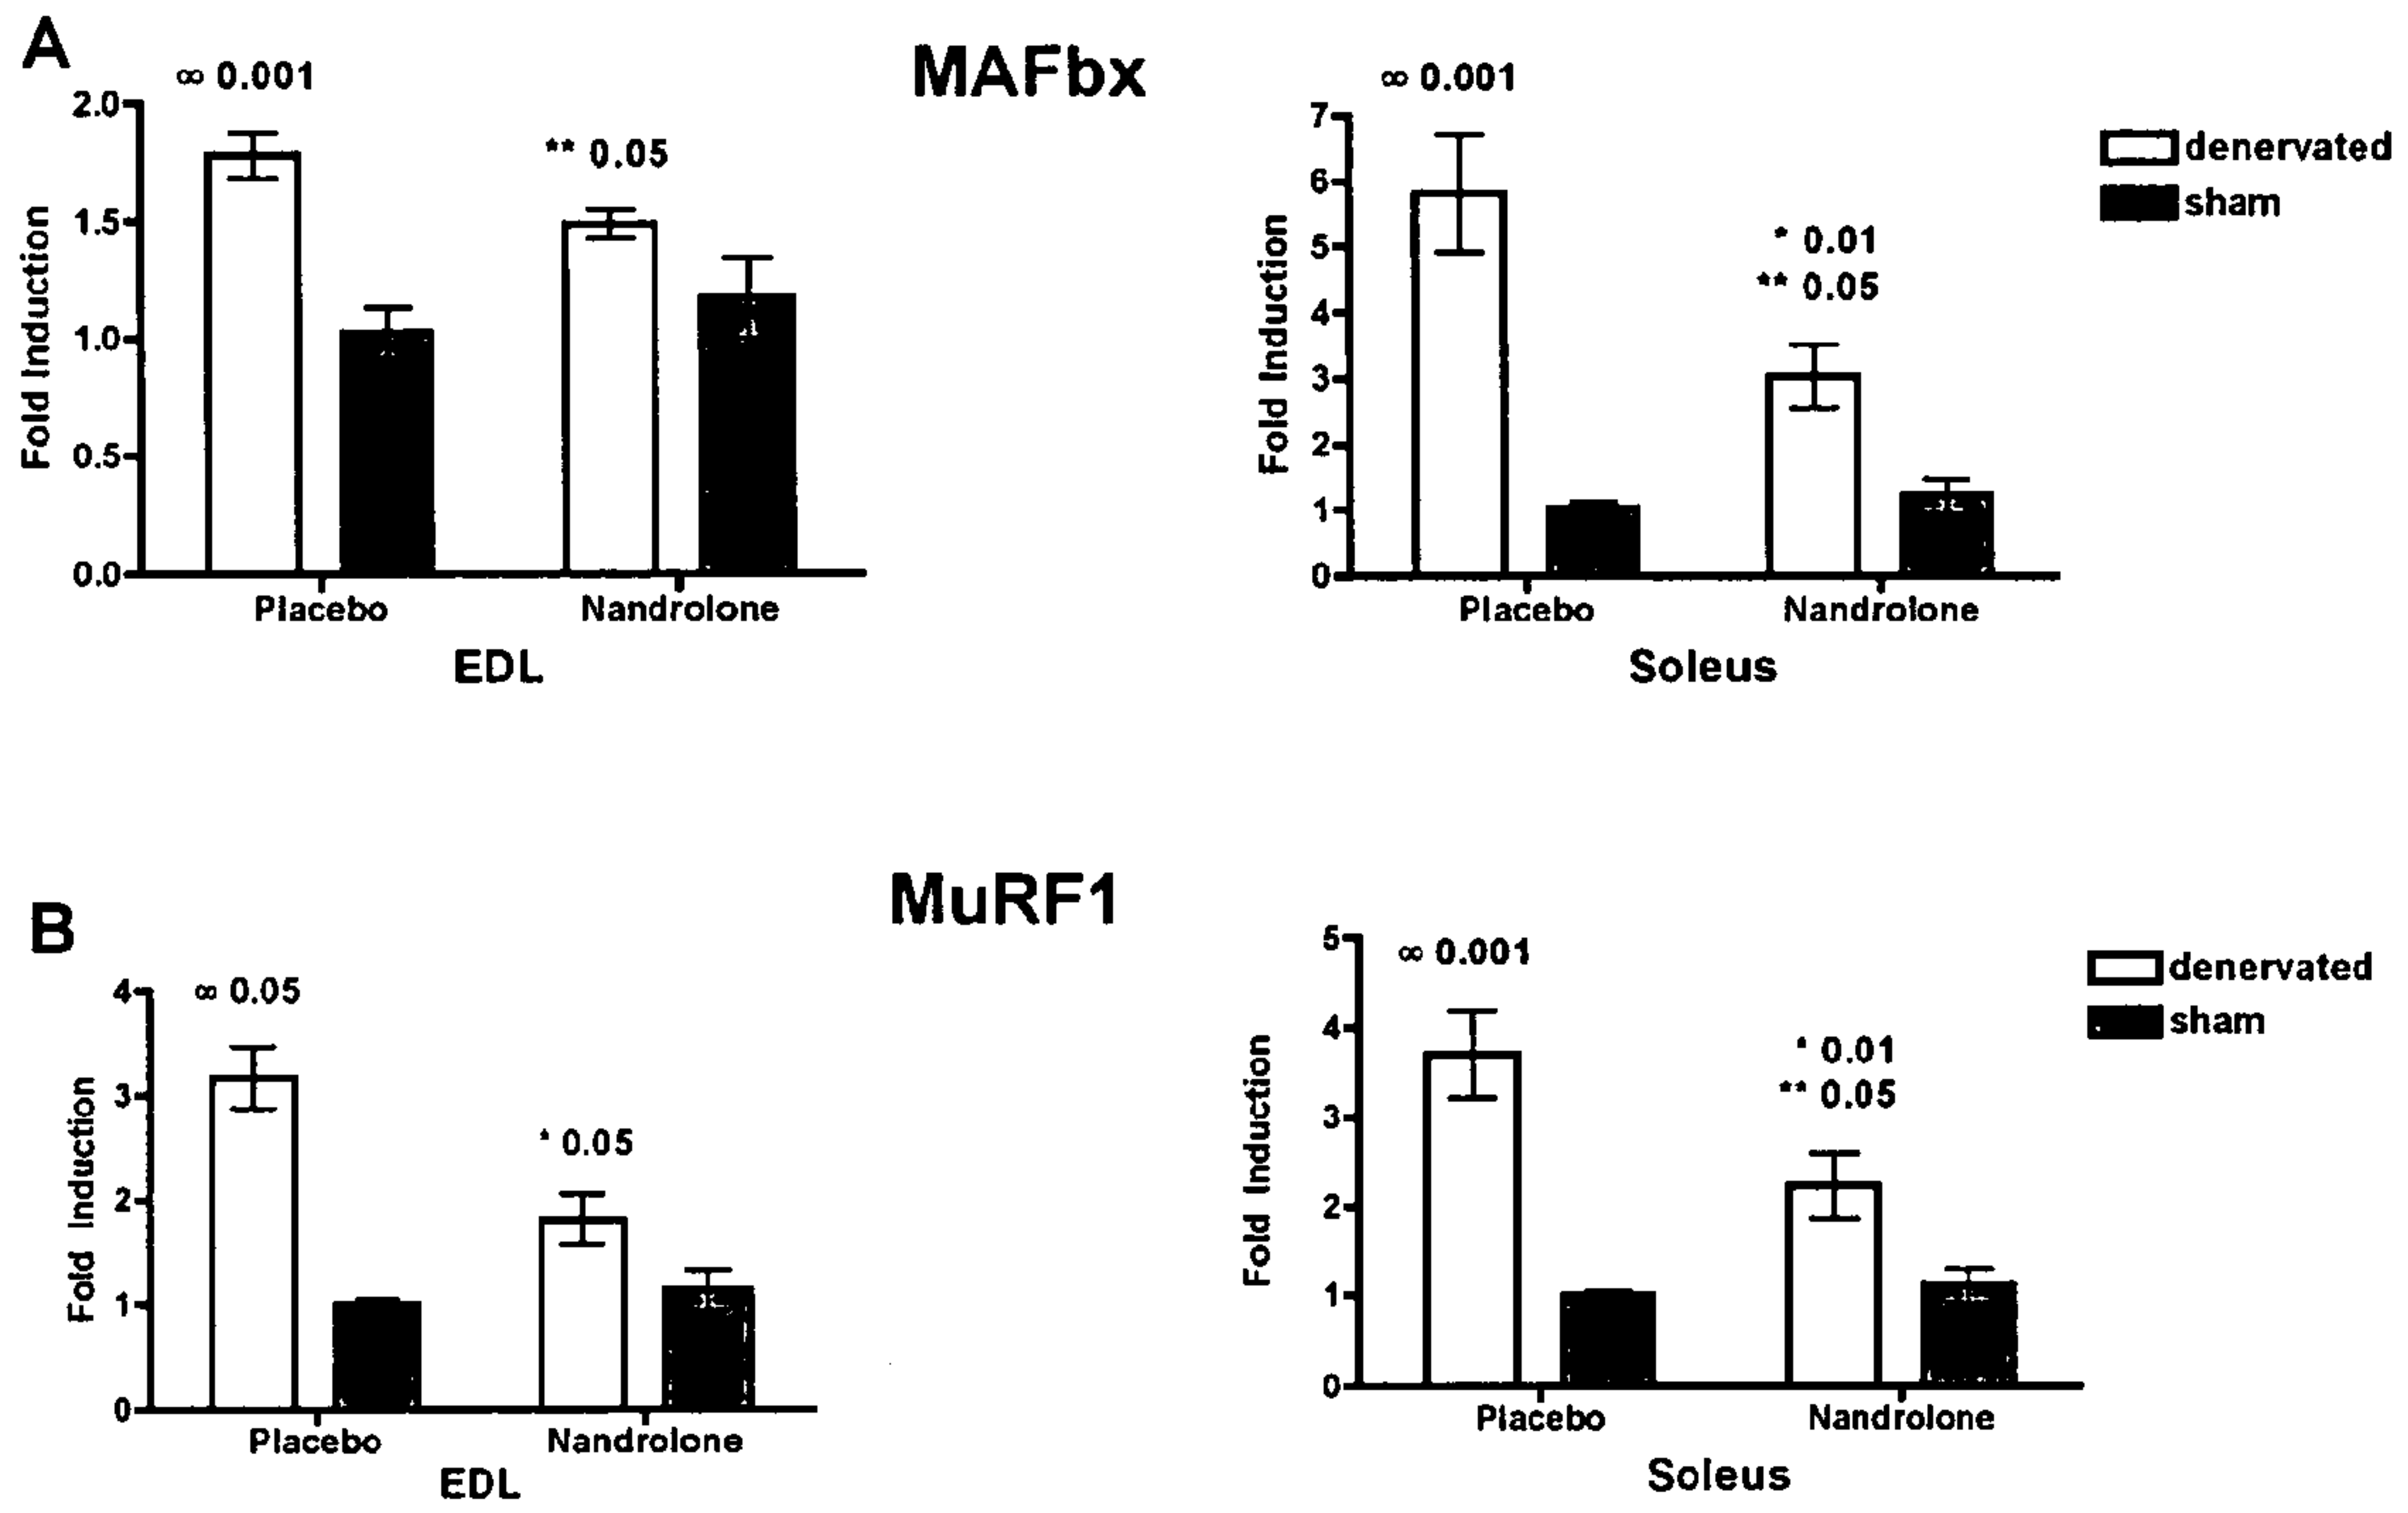 A
MAFbx
∞ 0.001
** 0.05
2.0
1.5
1.0
0.5
0.0
Fold Induction
Placebo
Nandrolone
EDL
∞ 0.001
* 0.01
** 0.05
7
6
5
4
3
2
1
0
Fold Induction
Placebo
Nandrolone
Soleus
denervated
sham
B
MuRF1
∞ 0.05
* 0.05
4
3
2
1
0
Fold Induction
Placebo
Nandrolone
EDL
∞ 0.001
* 0.01
** 0.05
5
4
3
2
1
0
Fold Induction
Placebo
Nandrolone
Soleus
denervated
sham